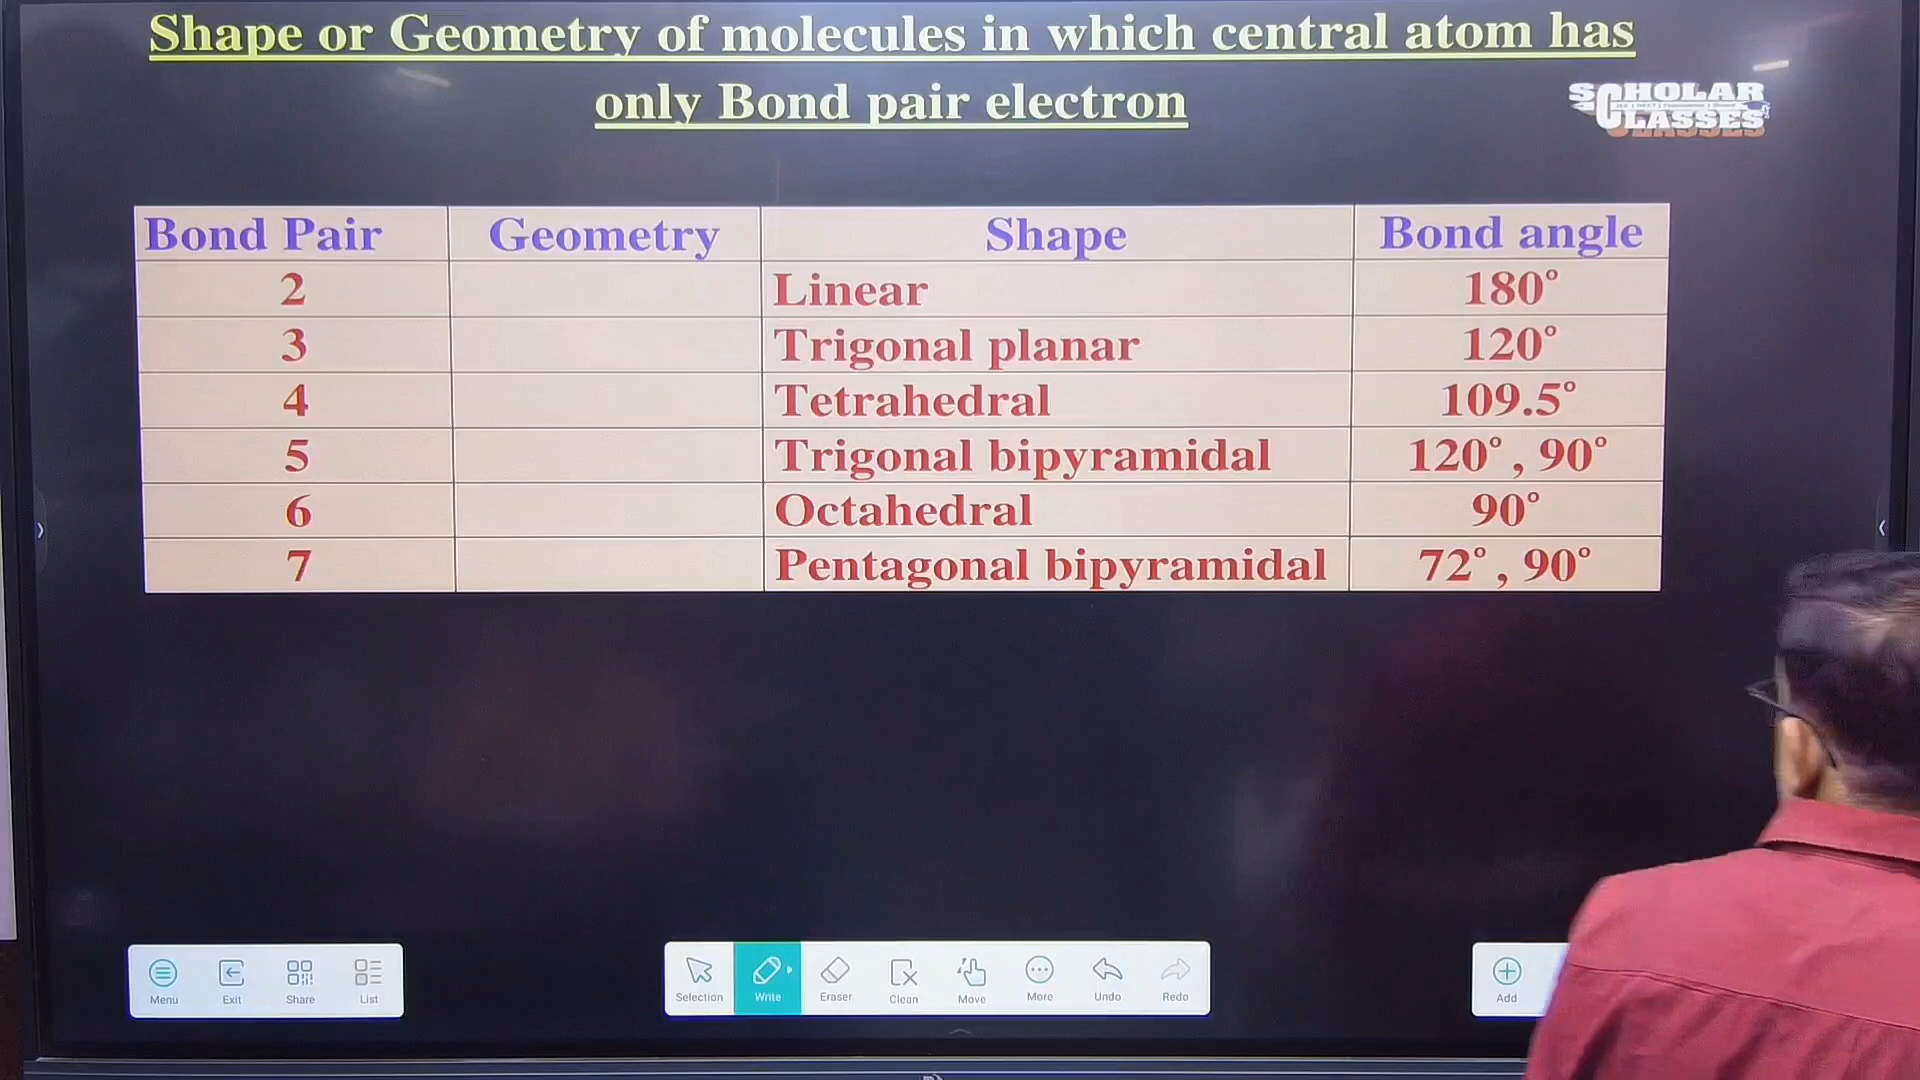 Shape or Geometry of molecules in which central atom has
only Bond pair electron
SCHOLAR
CLASSES
Bond Pair Geometry Shape Bond angle
2 Linear 180°
3 Trigonal planar 120°
4 Tetrahedral 109.5°
5 Trigonal bipyramidal 120°, 90°
6 Octahedral 90°
7 Pentagonal bipyramidal 72°, 90°
Menu Exit Share List Selection Write Eraser Clean Move More Undo Redo Add